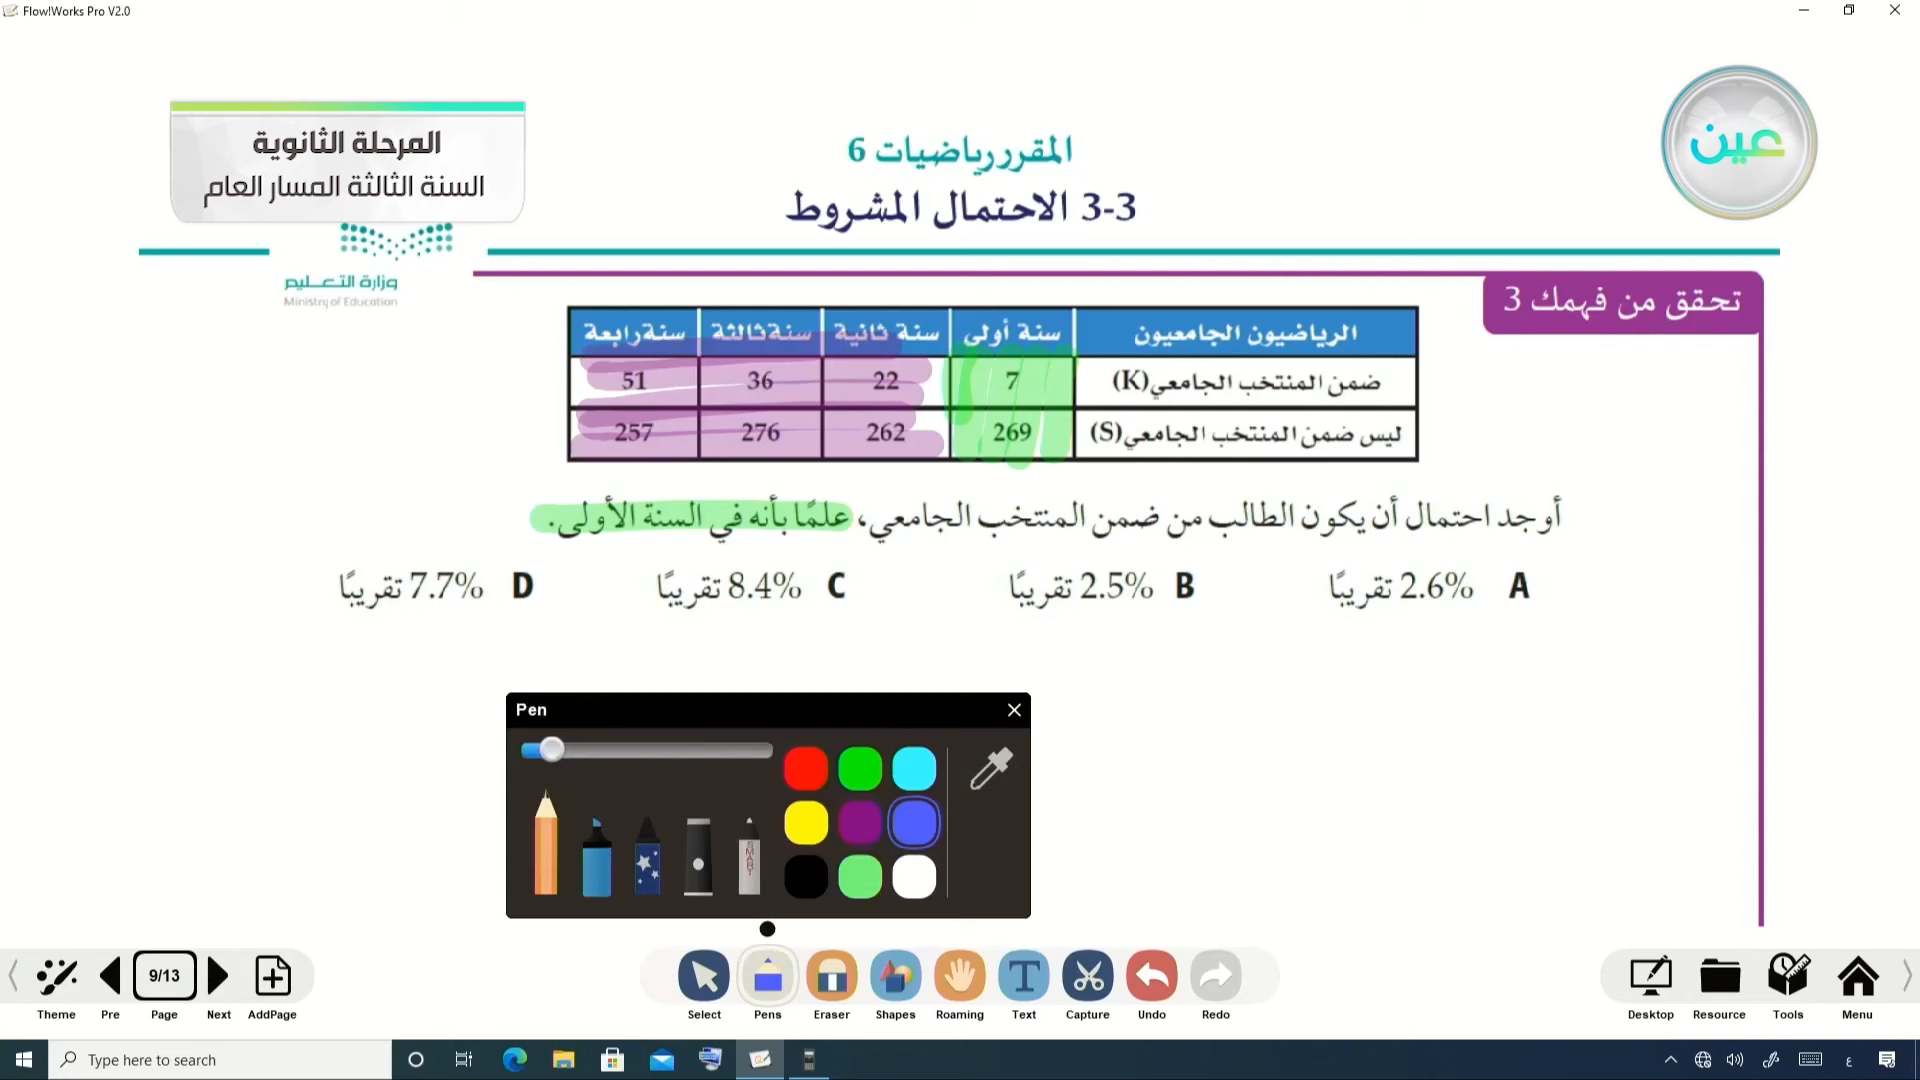 Flow!Works Pro V2.0
عين
المقرر رياضيات 6
3-3 الاحتمال المشروط
المرحلة الثانوية
السنة الثالثة المسار العام
وزارة التعليم
Ministry of Education
تحقق من فهمك 3
الرياضيون الجامعيون سنة أولى سنة ثانية سنة ثالثة سنة رابعة
ضمن المنتخب الجامعي(K) 7 22 36 51
ليس ضمن المنتخب الجامعي(S) 269 262 276 257
أوجد احتمال أن يكون الطالب من ضمن المنتخب الجامعي، علمًا بأنه في السنة الأولى.
A 2.6% تقريبًا B 2.5% تقريبًا C 8.4% تقريبًا D 7.7% تقريبًا
Pen
SMART
9/13
Theme Pre Page Next AddPage Select Pens Eraser Shapes Roaming Text Capture Undo Redo Desktop Resource Tools Menu
Type here to search
ع